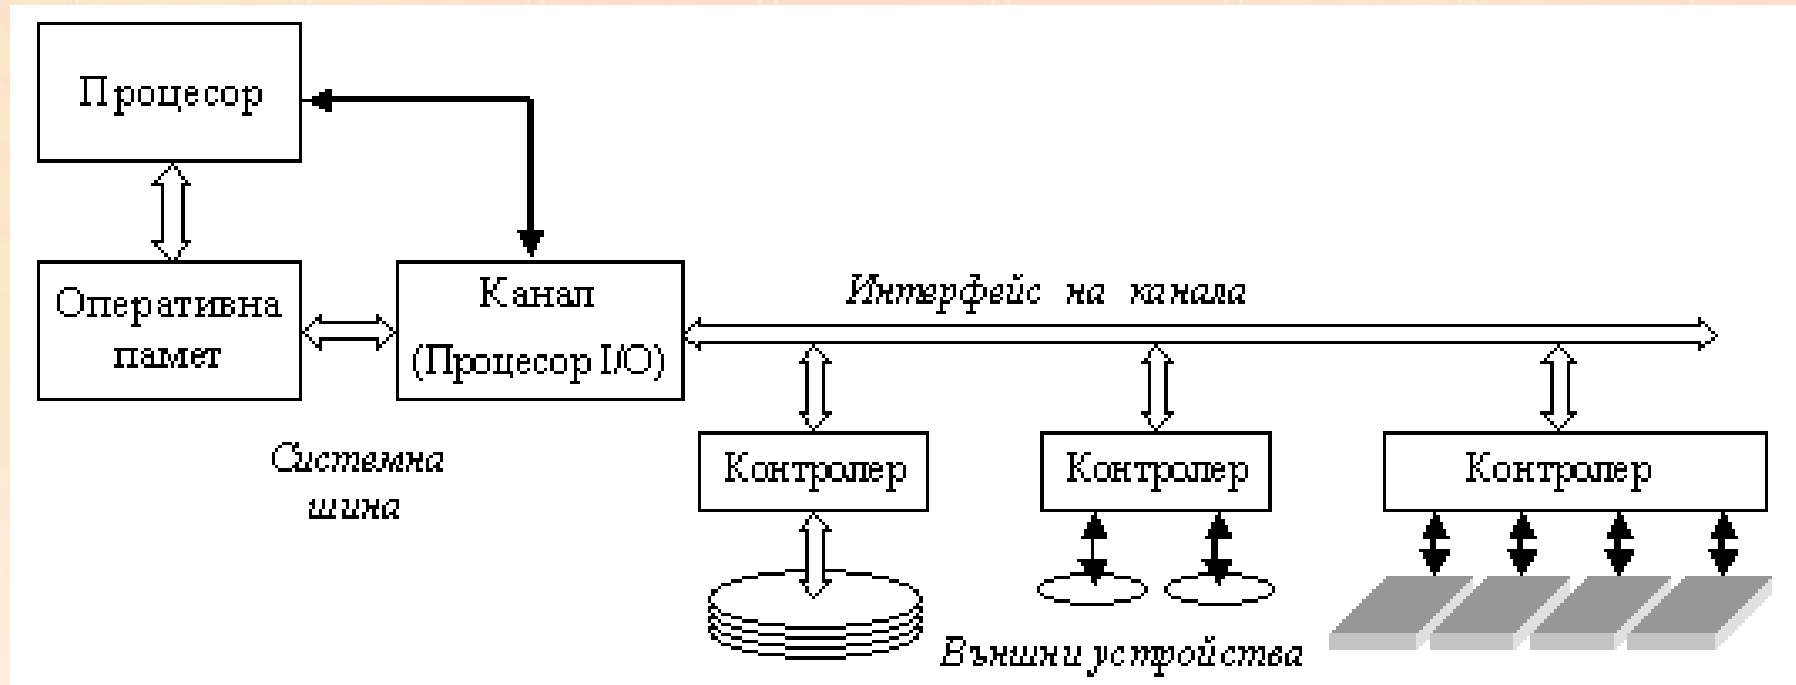 Процесор
Оперативна
памет
Канал
(Процесор I/O)
Интерфейс на канала
Системна
шина
Контролер
Контролер
Контролер
Външни устройства